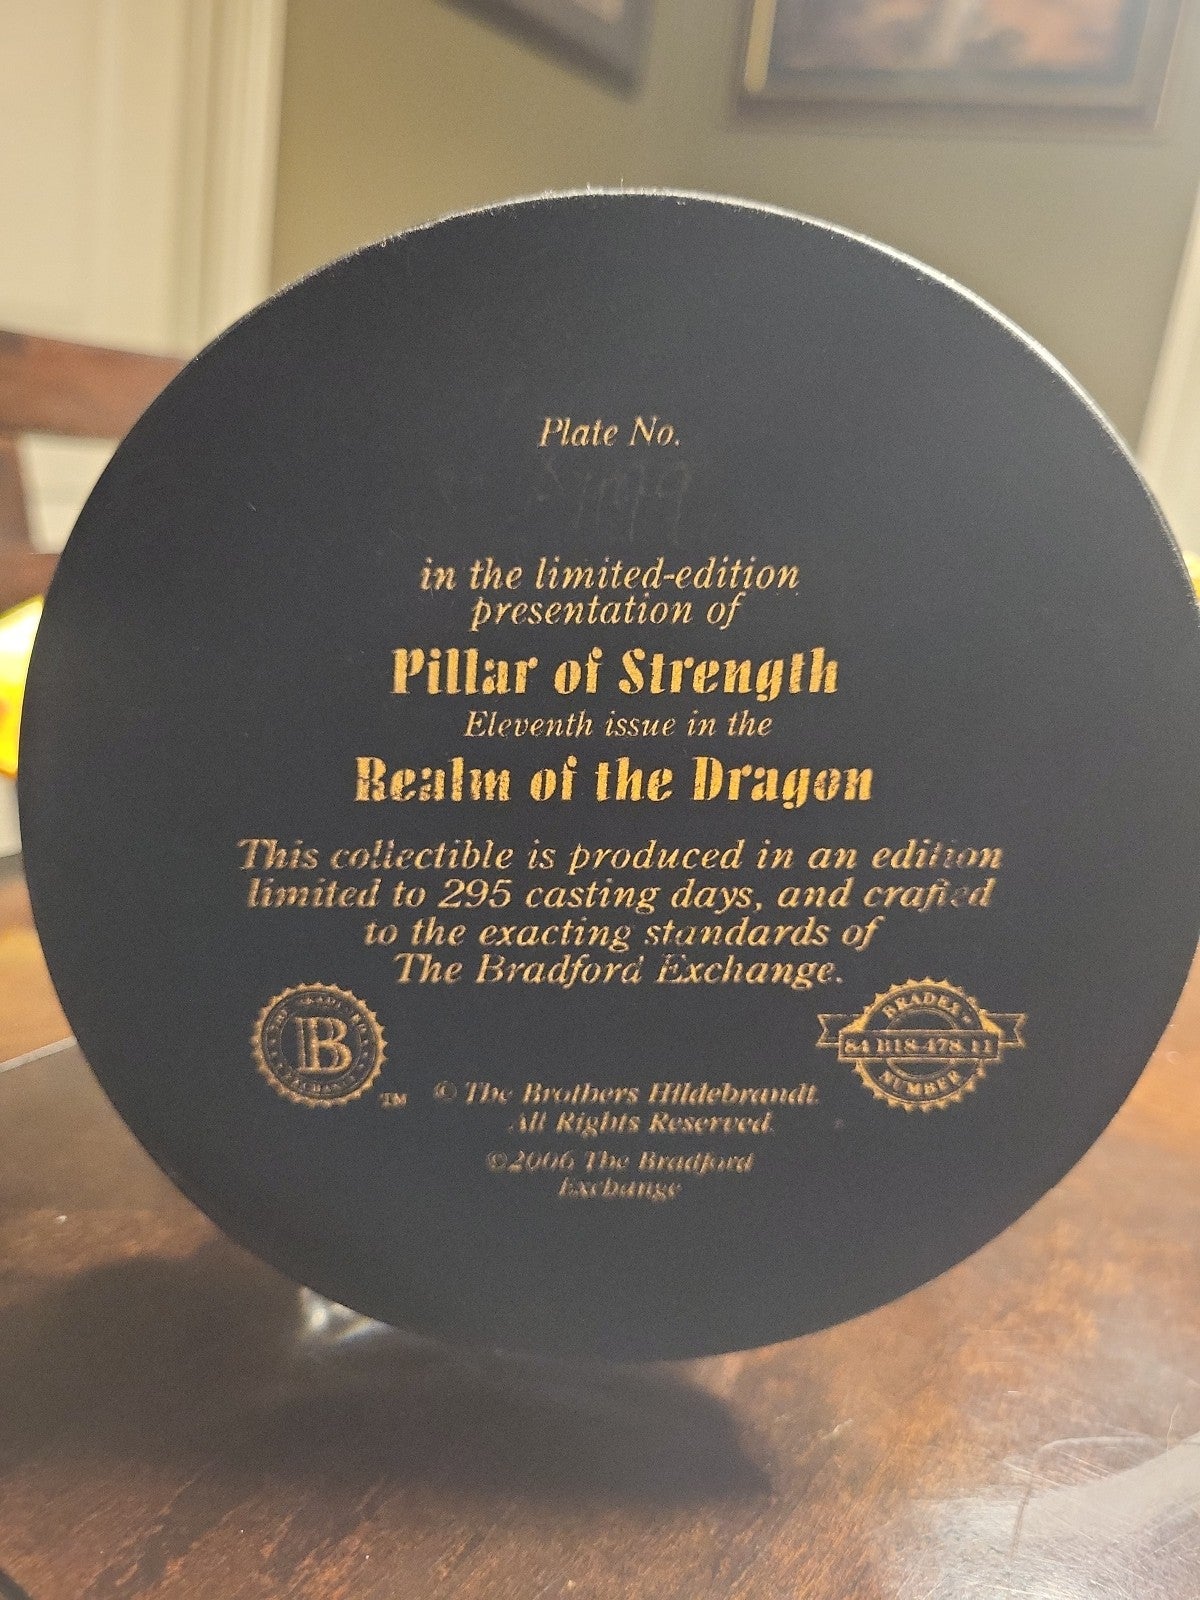 Plate No.
in the limited-edition
presentation of
Pillar of Strength
Eleventh issue in the
Realm of the Dragon
This collectible is produced in an edition
limited to 295 casting days, and crafted
to the exacting standards of
The Bradford Exchange.
B
TM
BRADEX
84-B18-478.11
NUMBER
© The Brothers Hildebrandt.
All Rights Reserved.
©2006 The Bradford
Exchange